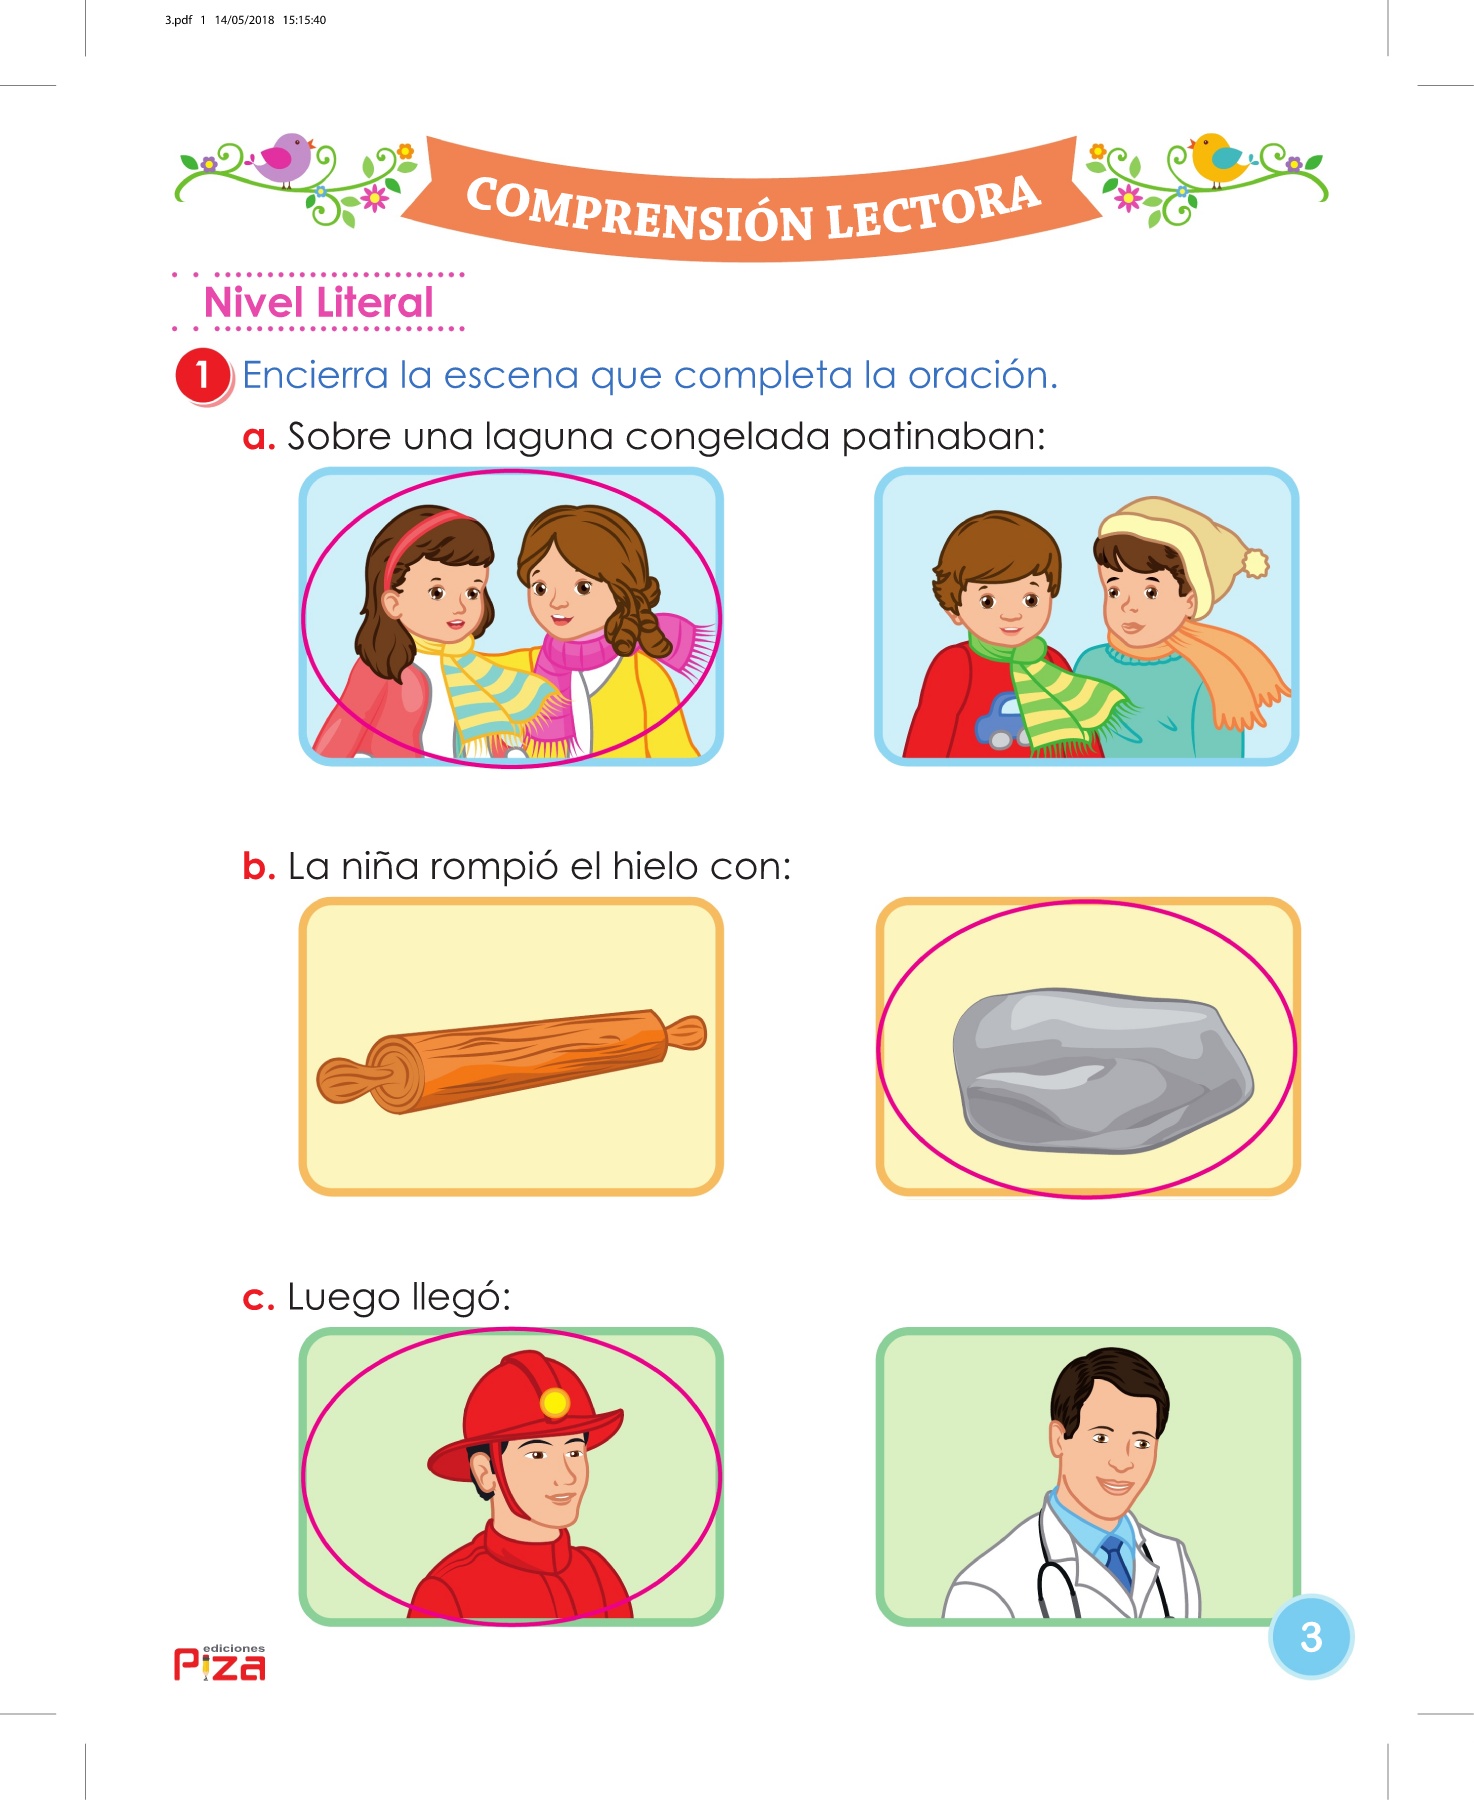 3.pdf 1 14/05/2018 15:15:40
COMPRENSIÓN LECTORA
Nivel Literal
1 Encierra la escena que completa la oración.
a. Sobre una laguna congelada patinaban:
b. La niña rompió el hielo con:
c. Luego llegó:
ediciones
Piza
3